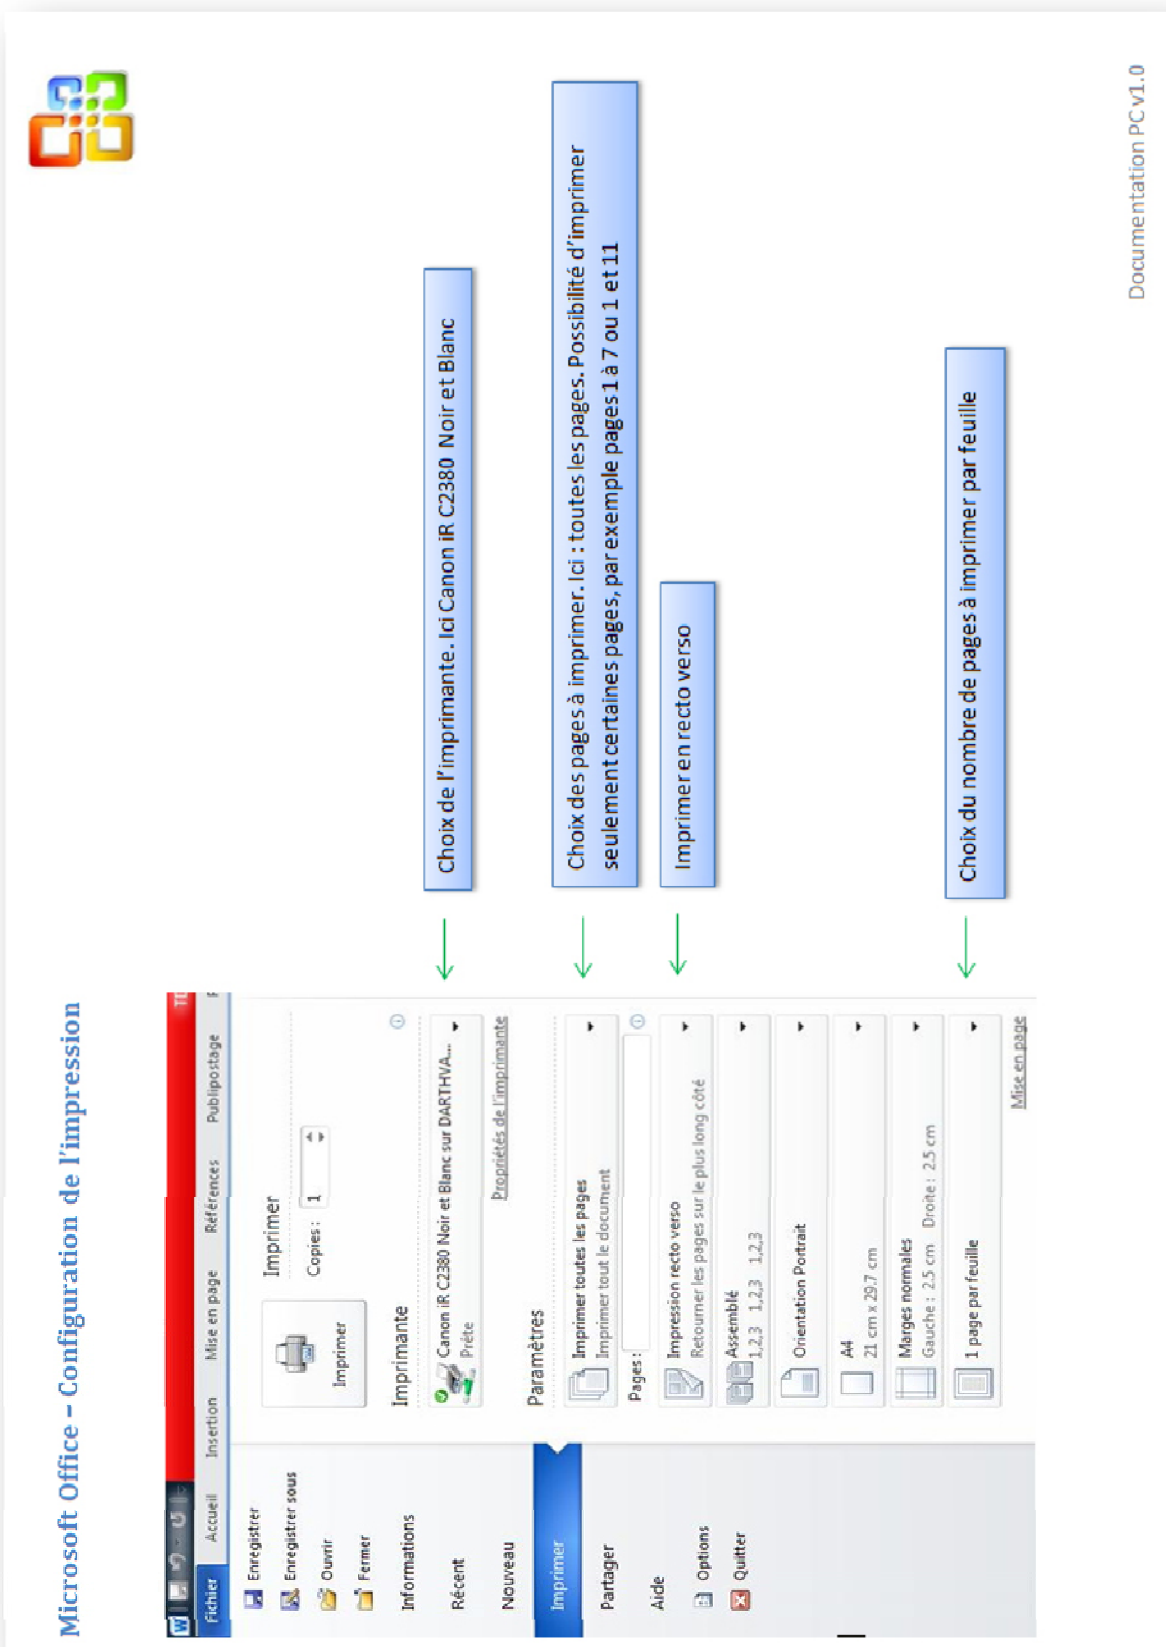 Microsoft Office – Configuration de l'impression
Fichier
Accueil
Insertion
Mise en page
Références
Publipostage
Enregistrer
Enregistrer sous
Ouvrir
Fermer
Informations
Récent
Nouveau
Imprimer
Partager
Aide
Options
Quitter
Imprimer
Imprimer
Copies : 1
Imprimante
Canon iR C2380 Noir et Blanc sur DARTHVA...
Prête
Propriétés de l'imprimante
Paramètres
Imprimer toutes les pages
Imprimer tout le document
Pages :
Impression recto verso
Retourner les pages sur le plus long côté
Assemblé
1,2,3 1,2,3 1,2,3
Orientation Portrait
A4
21 cm x 29.7 cm
Marges normales
Gauche : 2.5 cm Droite : 2.5 cm
1 page par feuille
Mise en page
Choix de l'imprimante. Ici Canon iR C2380 Noir et Blanc
Choix des pages à imprimer. Ici : toutes les pages. Possibilité d'imprimer
seulement certaines pages, par exemple pages 1 à 7 ou 1 et 11
Imprimer en recto verso
Choix du nombre de pages à imprimer par feuille
Documentation PC v1.0